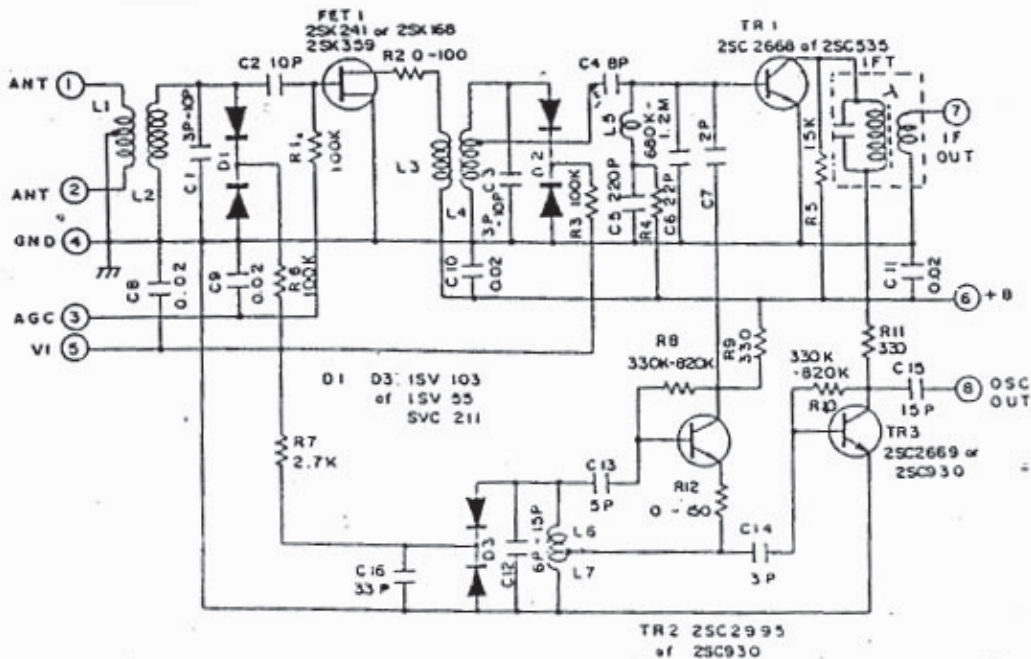 FET 1
2SK241 or 2SK168
2SK359
TR 1
2SC 2668 of 2SC535
R2 0-100
C2 10P
C4 8P
IFT
ANT 1
L1
3P-10P
D1
R1
100K
680K-
1.2M
L5
2P
15K
7
IF
OUT
ANT 2
L2
C1
L3
L4
C3
3P
-10P
R3 100K
C5 220P
R4
C6 22P
C7
R5
GND 4
C8
0.02
C9
0.02
R6
100K
C10
0.02
C11
0.02
AGC 3
6 +B
VI 5
R8
330K-820K
R9
330
R11
330
330K
-820K
R10
C15
15P
8 OSC
OUT
D1 D3: 1SV 103
of 1SV 55
SVC 211
R7
2.7K
TR3
2SC2669 or
2SC930
C13
5P
R12
0-150
C14
3P
D3
C12
6P-15P
L6
L7
C16
33P
TR2 2SC2995
of 2SC930